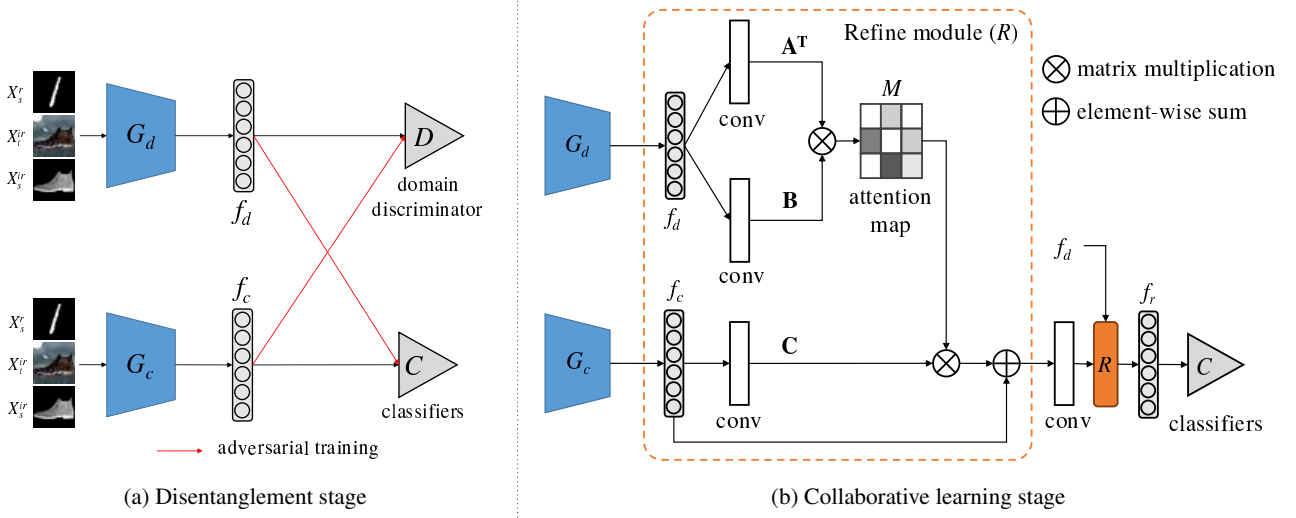 X_s^r
X_t^{ir}
X_s^{ir}
G_d
f_d
D
domain
discriminator
X_s^r
X_t^{ir}
X_s^{ir}
G_c
f_c
C
classifiers
adversarial training
(a) Disentanglement stage
Refine module (R)
G_d
f_d
conv
A^T
conv
B
M
attention
map
matrix multiplication
element-wise sum
G_c
f_c
conv
C
f_d
conv
R
f_r
C
classifiers
(b) Collaborative learning stage